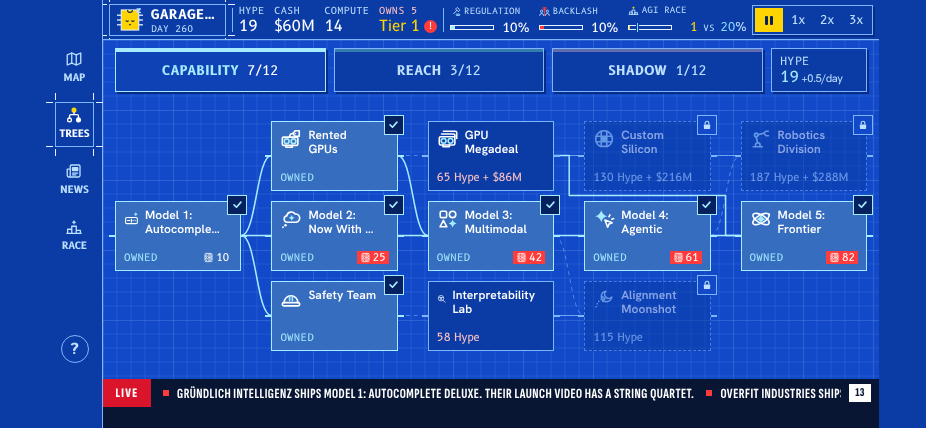 GARAGE...
DAY 260
HYPE
19
CASH
$60M
COMPUTE
14
OWNS 5
Tier 1
REGULATION
10%
BACKLASH
10%
AGI RACE
1 vs 20%
1x
2x
3x
MAP
TREES
NEWS
RACE
?
CAPABILITY 7/12
REACH 3/12
SHADOW 1/12
HYPE
19 +0.5/day
Rented
GPUs
OWNED
GPU
Megadeal
65 Hype + $86M
Custom
Silicon
130 Hype + $216M
Robotics
Division
187 Hype + $288M
Model 1:
Autocomple...
OWNED
10
Model 2:
Now With ...
OWNED
25
Model 3:
Multimodal
OWNED
42
Model 4:
Agentic
OWNED
61
Model 5:
Frontier
OWNED
82
Safety Team
OWNED
Interpretability
Lab
58 Hype
Alignment
Moonshot
115 Hype
LIVE
GRÜNDLICH INTELLIGENZ SHIPS MODEL 1: AUTOCOMPLETE DELUXE. THEIR LAUNCH VIDEO HAS A STRING QUARTET.
OVERFIT INDUSTRIES SHIP
13